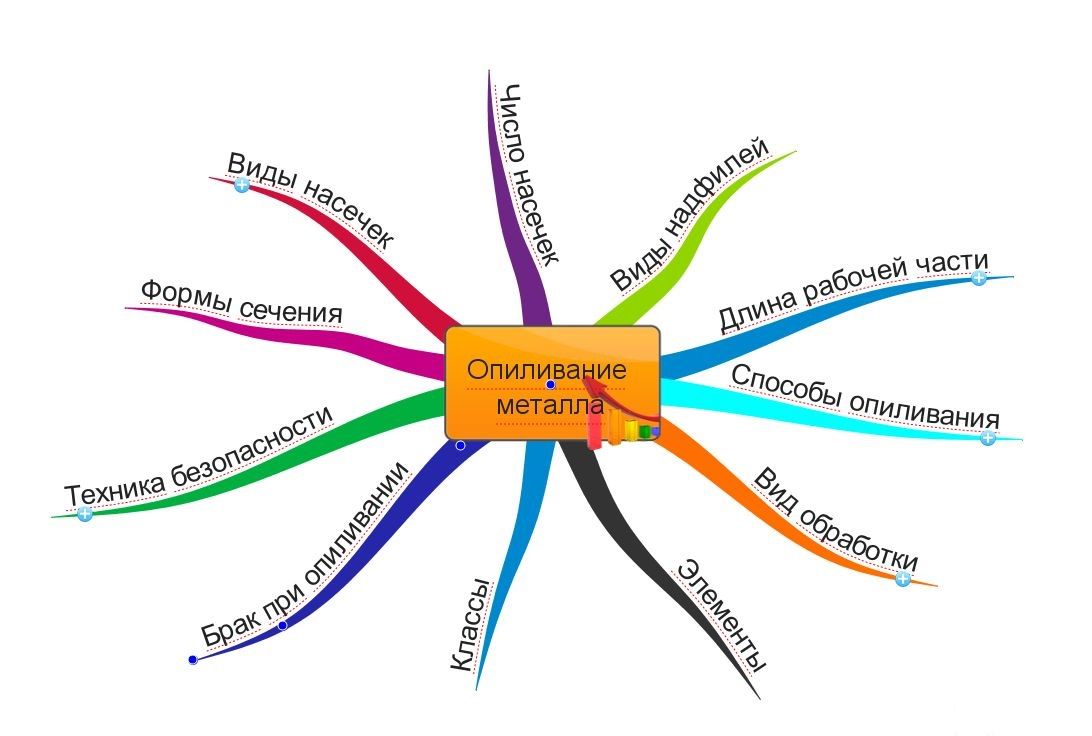 Опиливание
металла
Число насечек
Виды надфилей
Длина рабочей части
Способы опиливания
Вид обработки
Элементы
Классы
Брак при опиливании
Техника безопасности
Формы сечения
Виды насечек